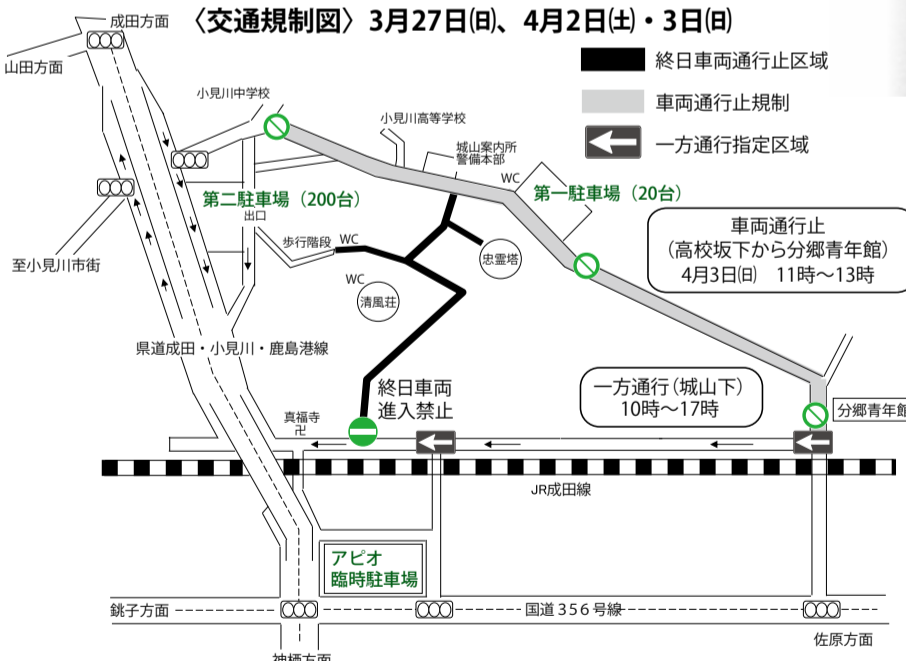 〈交通規制図〉3月27日㈰、4月2日㈯・3日㈰
成田方面
山田方面
終日車両通行止区域
車両通行止規制
一方通行指定区域
小見川中学校
小見川高等学校
城山案内所
警備本部
WC
第一駐車場（20台）
第二駐車場（200台）
出口
歩行階段
WC
忠霊塔
WC
清風荘
至小見川市街
車両通行止
(高校坂下から分郷青年館)
4月3日㈰　11時〜13時
県道成田・小見川・鹿島港線
終日車両
進入禁止
一方通行(城山下)
10時〜17時
分郷青年館
真福寺
卍
JR成田線
アピオ
臨時駐車場
銚子方面
国道356号線
佐原方面
神栖方面